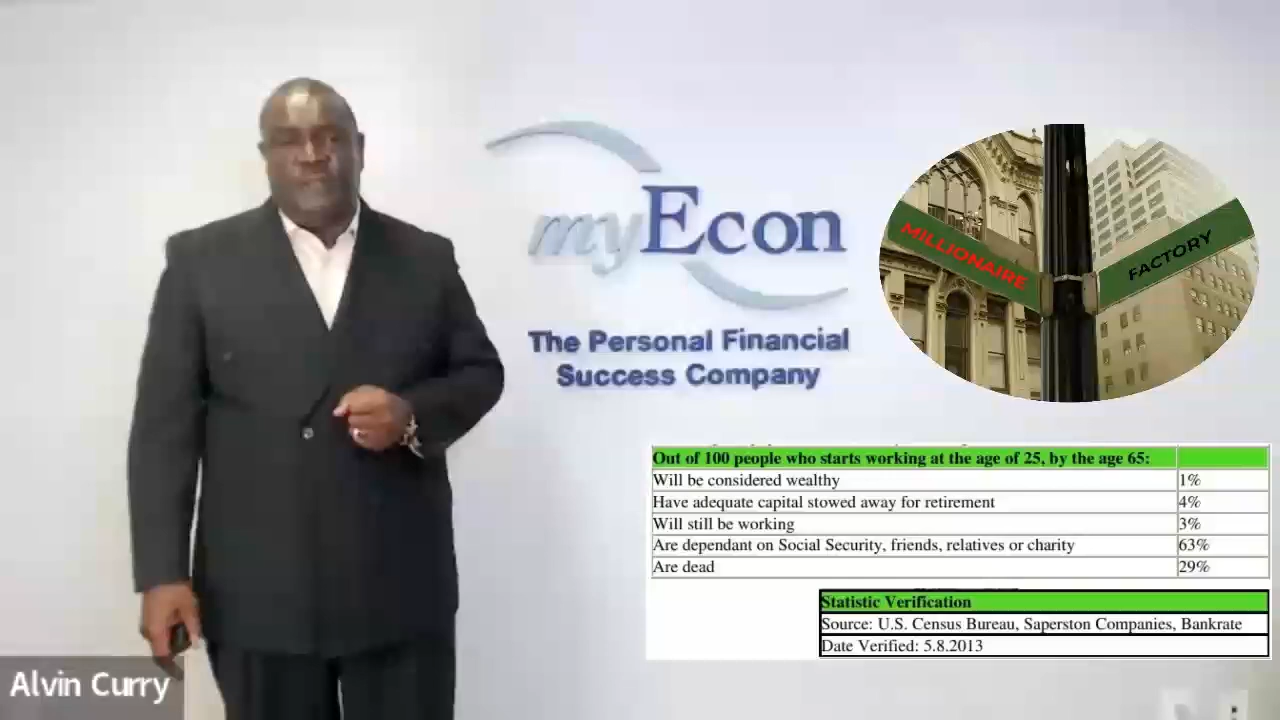 myEcon
The Personal Financial
Success Company
MILLIONAIRE
FACTORY
Out of 100 people who starts working at the age of 25, by the age 65:
Will be considered wealthy 1%
Have adequate capital stowed away for retirement 4%
Will still be working 3%
Are dependant on Social Security, friends, relatives or charity 63%
Are dead 29%
Statistic Verification
Source: U.S. Census Bureau, Saperston Companies, Bankrate
Date Verified: 5.8.2013
Alvin Curry